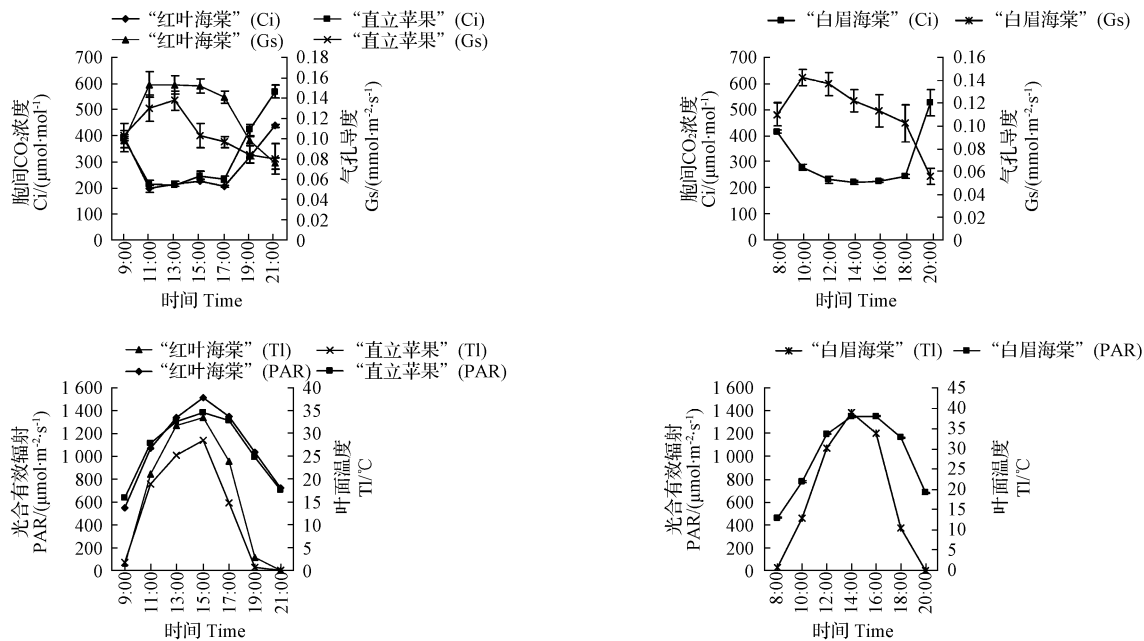 “红叶海棠” (Ci) “直立苹果” (Ci)
“红叶海棠” (Gs) “直立苹果” (Gs)
700
600
500
400
300
200
100
0
胞间CO₂浓度
Ci/(μmol·mol⁻¹)
0.18
0.16
0.14
0.12
0.10
0.08
0.06
0.04
0.02
0
气孔导度
Gs/(mmol·m⁻²·s⁻¹)
9:00 11:00 13:00 15:00 17:00 19:00 21:00
时间 Time
“白眉海棠” (Ci) “白眉海棠” (Gs)
700
600
500
400
300
200
100
0
胞间CO₂浓度
Ci/(μmol·mol⁻¹)
0.16
0.14
0.12
0.10
0.08
0.06
0.04
0.02
0
气孔导度
Gs/(mmol·m⁻²·s⁻¹)
8:00 10:00 12:00 14:00 16:00 18:00 20:00
时间 Time
“红叶海棠” (Tl) “直立苹果” (Tl)
“红叶海棠” (PAR) “直立苹果” (PAR)
1 600
1 400
1 200
1 000
800
600
400
200
0
光合有效辐射
PAR/(μmol·m⁻²·s⁻¹)
40
35
30
25
20
15
10
5
0
叶面温度
Tl/℃
9:00 11:00 13:00 15:00 17:00 19:00 21:00
时间 Time
“白眉海棠” (Tl) “白眉海棠” (PAR)
1 600
1 400
1 200
1 000
800
600
400
200
0
光合有效辐射
PAR/(μmol·m⁻²·s⁻¹)
45
40
35
30
25
20
15
10
5
0
叶面温度
Tl/℃
8:00 10:00 12:00 14:00 16:00 18:00 20:00
时间 Time